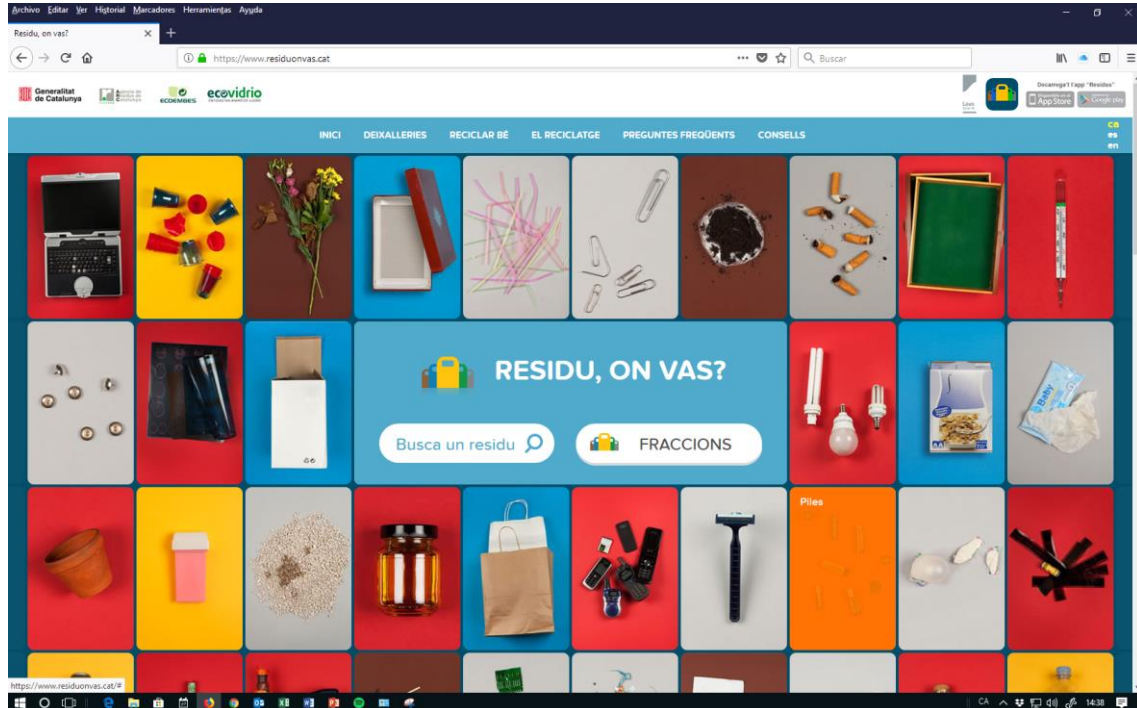 Archivo Editar Ver Historial Marcadores Herramientas Ayuda
Residu, on vas?
https://www.residuonvas.cat
Buscar
Generalitat
de Catalunya
ECOEMBES
ecovidrio
Descarrega't l'app "Residus"
App Store
Google play
INICI DEIXALLERIES RECICLAR BÉ EL RECICLATGE PREGUNTES FREQÜENTS CONSELLS
ca
es
en
RESIDU, ON VAS?
Busca un residu
FRACCIONS
Baby
Piles
https://www.residuonvas.cat/#
CA
14:38